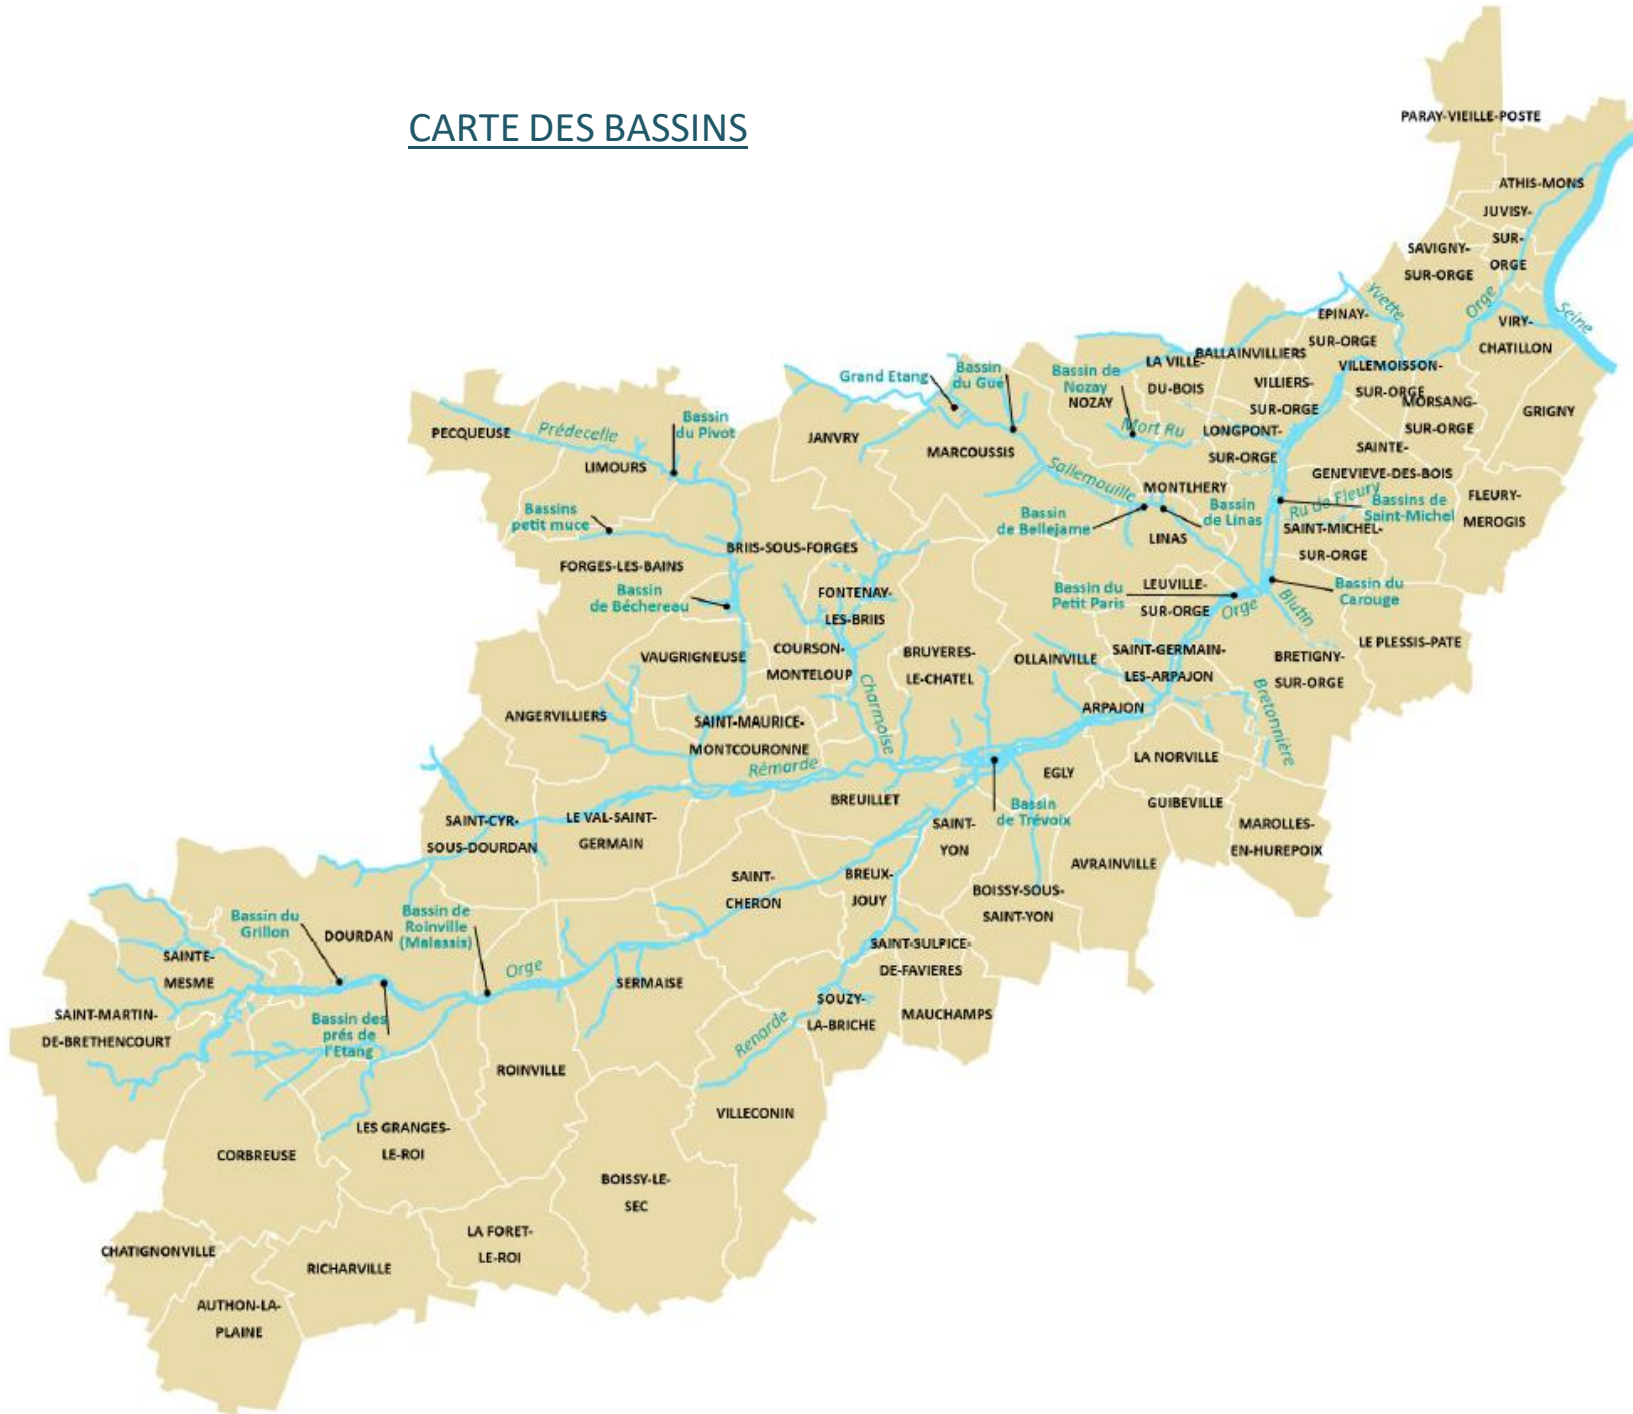 CARTE DES BASSINS
PARAY-VIEILLE-POSTE
ATHIS-MONS
JUVISY-
SUR-
ORGE
SAVIGNY-
SUR-ORGE
Yvette
Orge
Seine
VIRY-
CHATILLON
EPINAY-
SUR-ORGE
BALLAINVILLIERS
LA VILLE-
DU-BOIS
VILLEMOISSON-
SUR-ORGE
MORSANG-
SUR-ORGE
GRIGNY
VILLIERS-
SUR-ORGE
Grand Etang
Bassin
du Gué
Bassin de
Nozay
NOZAY
Mort Ru
LONGPONT-
SUR-ORGE
SAINTE-
GENEVIEVE-DES-BOIS
PECQUEUSE
Prédecelle
Bassin
du Pivot
LIMOURS
JANVRY
MARCOUSSIS
Sallemouille
MONTLHERY
Ru de Fleury
Bassins de
Saint-Michel
FLEURY-
MEROGIS
Bassins
petit muce
Bassin
de Bellejame
Bassin
de Linas
LINAS
SAINT-MICHEL-
SUR-ORGE
FORGES-LES-BAINS
BRIIS-SOUS-FORGES
Bassin
de Béchereau
FONTENAY-
LES-BRIIS
Bassin du
Petit Paris
LEUVILLE-
SUR-ORGE
Orge
Blutin
Bassin du
Carouge
LE PLESSIS-PATE
VAUGRIGNEUSE
COURSON-
MONTELOUP
BRUYERES-
LE-CHATEL
OLLAINVILLE
SAINT-GERMAIN-
LES-ARPAJON
BRETIGNY-
SUR-ORGE
ANGERVILLIERS
SAINT-MAURICE-
MONTCOURONNE
Charmoise
ARPAJON
Bretonnière
Rémarde
EGLY
LA NORVILLE
BREUILLET
Bassin
de Trévoix
GUIBEVILLE
MAROLLES-
EN-HUREPOIX
SAINT-CYR-
SOUS-DOURDAN
LE VAL-SAINT-
GERMAIN
SAINT-
YON
AVRAINVILLE
SAINT-
CHERON
BREUX-
JOUY
BOISSY-SOUS-
SAINT-YON
Bassin du
Grillon
DOURDAN
Bassin de
Roinville
(Malassis)
SAINTE-
MESME
Orge
SERMAISE
SAINT-SULPICE-
DE-FAVIERES
SAINT-MARTIN-
DE-BRETHENCOURT
Bassin des
prés de
l'Etang
SOUZY-
LA-BRICHE
MAUCHAMPS
Renarde
ROINVILLE
VILLECONIN
CORBREUSE
LES GRANGES-
LE-ROI
BOISSY-LE-
SEC
CHATIGNONVILLE
RICHARVILLE
LA FORET-
LE-ROI
AUTHON-LA-
PLAINE